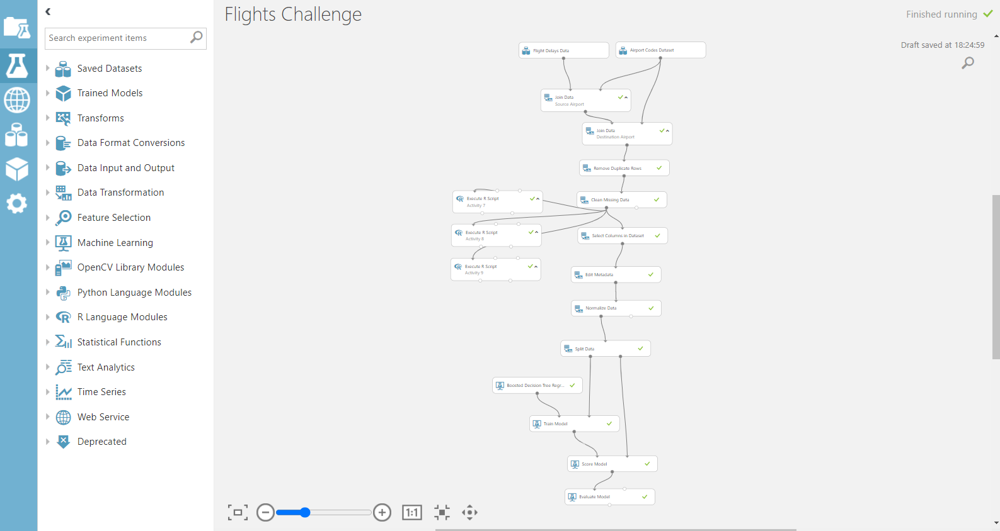 Flights Challenge
Finished running
Draft saved at 18:24:59
Search experiment items
Saved Datasets
Trained Models
Transforms
Data Format Conversions
Data Input and Output
Data Transformation
Feature Selection
Machine Learning
OpenCV Library Modules
Python Language Modules
R Language Modules
Statistical Functions
Text Analytics
Time Series
Web Service
Deprecated
Flight Delays Data
Airport Codes Dataset
Join Data
Source Airport
Join Data
Destination Airport
Remove Duplicate Rows
Clean Missing Data
Execute R Script
Activity 7
Execute R Script
Activity 8
Execute R Script
Activity 9
Select Columns in Dataset
Edit Metadata
Normalize Data
Split Data
Boosted Decision Tree Regr...
Train Model
Score Model
Evaluate Model
1:1